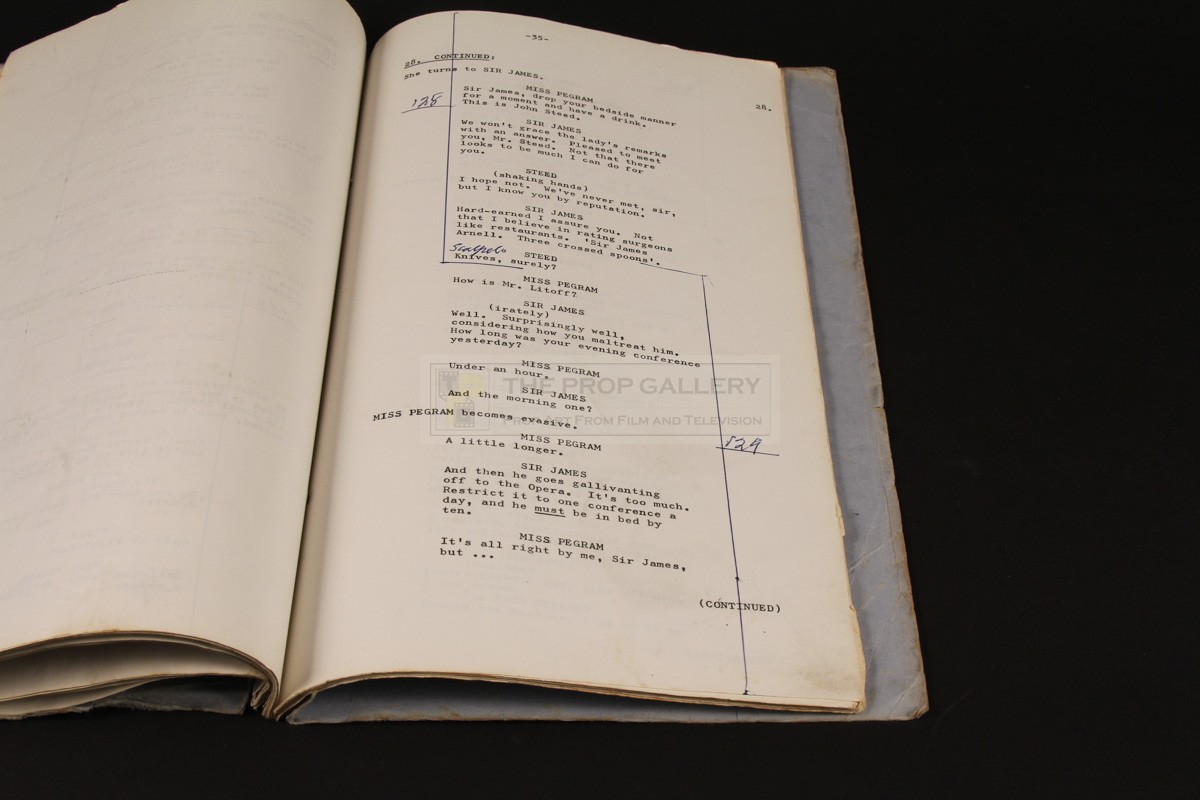 -35-
28. CONTINUED:
She turns to SIR JAMES.
28.
MISS PEGRAM
Sir James, drop your bedside manner
for a moment and have a drink.
This is John Steed.
128
SIR JAMES
We won't grace the lady's remarks
with an answer. Pleased to meet
you, Mr. Steed. Not that there
looks to be much I can do for
you.
STEED
(shaking hands)
I hope not. We've never met, sir,
but I know you by reputation.
SIR JAMES
Hard-earned I assure you. Not
that I believe in rating surgeons
like restaurants. 'Sir James
Arnell. Three crossed spoons'.
Scalpels
STEED
Knives, surely?
MISS PEGRAM
How is Mr. Litoff?
SIR JAMES
(irately)
Well. Surprisingly well,
considering how you maltreat him.
How long was your evening conference
yesterday?
MISS PEGRAM
Under an hour.
SIR JAMES
And the morning one?
MISS PEGRAM becomes evasive.
MISS PEGRAM
A little longer.
129
SIR JAMES
And then he goes gallivanting
off to the Opera. It's too much.
Restrict it to one conference a
day, and he must be in bed by
ten.
MISS PEGRAM
It's all right by me, Sir James,
but ...
(CONTINUED)
THE PROP GALLERY
PROP ART FROM FILM AND TELEVISION